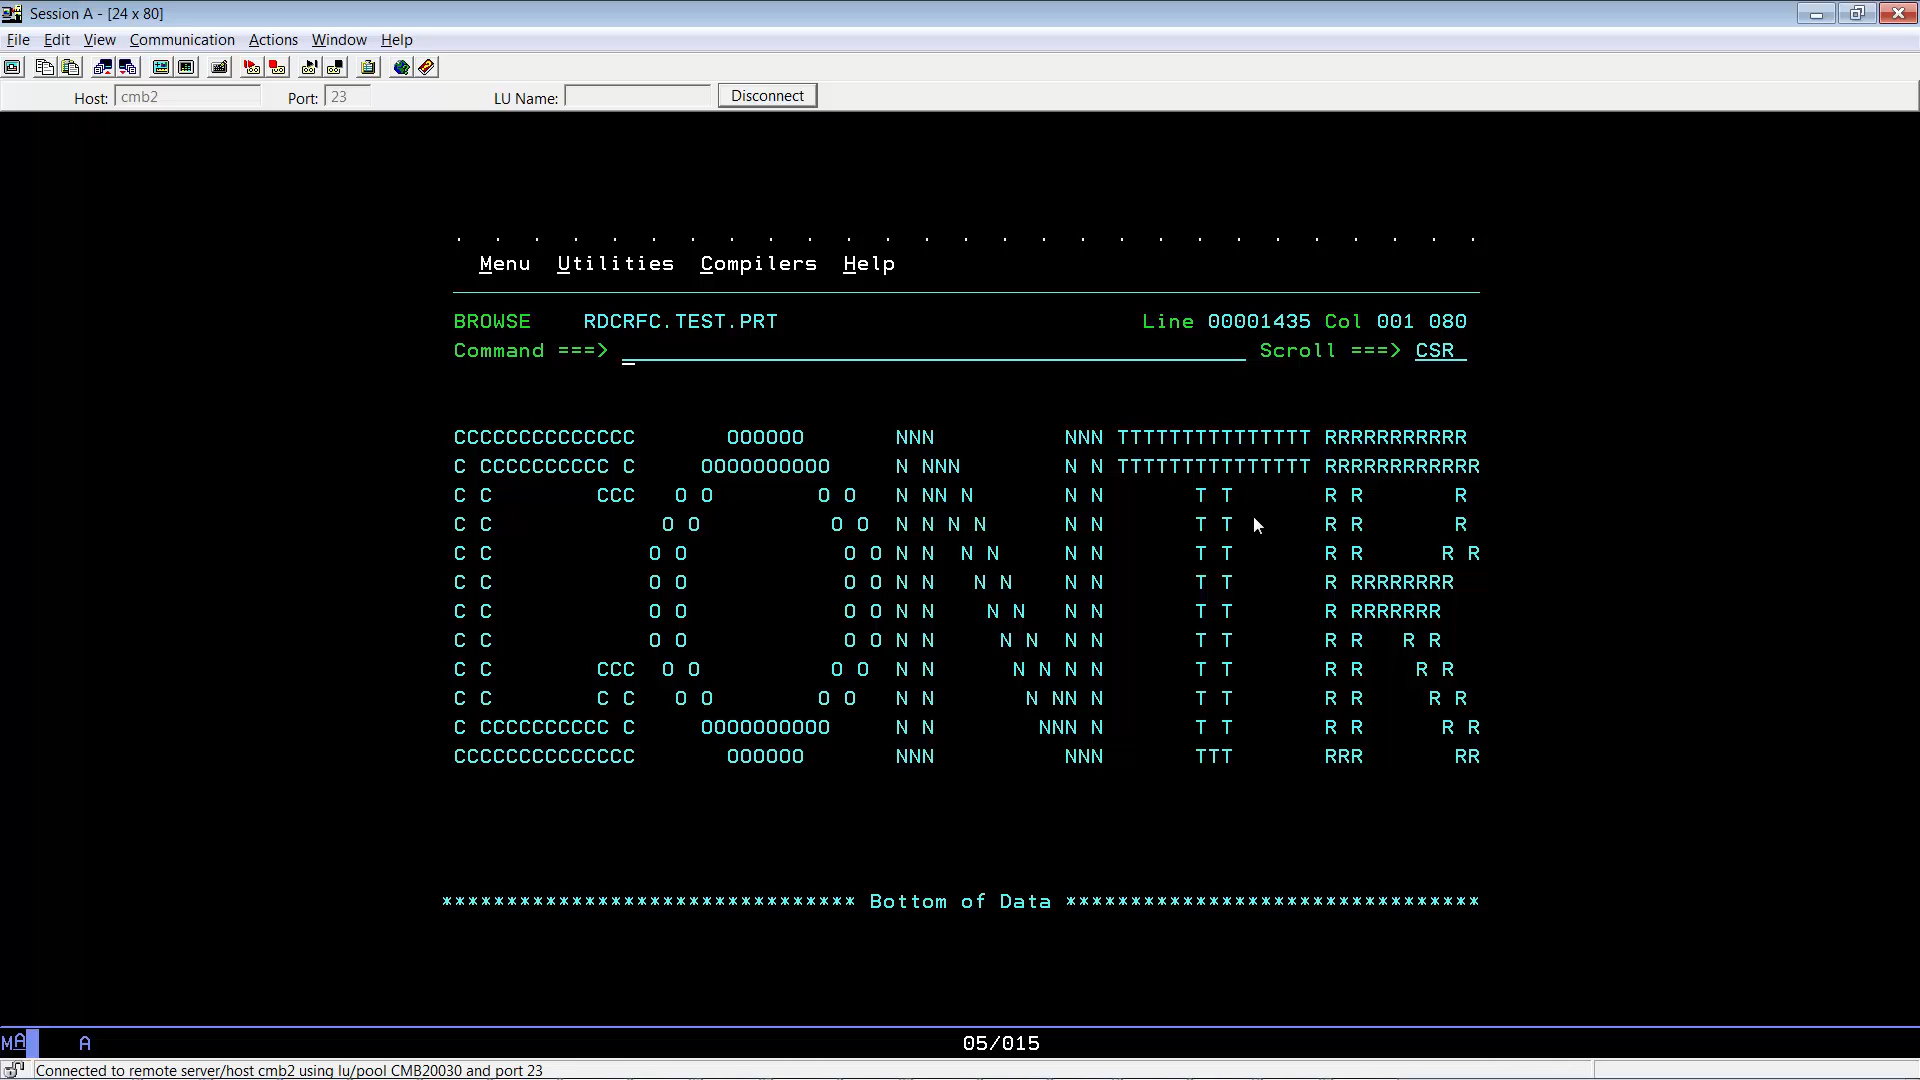 Session A - [24 x 80]
File Edit View Communication Actions Window Help
Host: cmb2 Port: 23 LU Name: Disconnect
. . . . . . . . . . . . . . . . . . . . . . . . . . .
Menu Utilities Compilers Help
BROWSE RDCRFC.TEST.PRT Line 00001435 Col 001 080
Command ===> Scroll ===> CSR
CCCCCCCCCCCCCC OOOOOO NNN NNN TTTTTTTTTTTTTTT RRRRRRRRRRR
C CCCCCCCCCC C OOOOOOOOOO N NNN N N TTTTTTTTTTTTTTT RRRRRRRRRRRR
C C CCC O O O O N NN N N N T T R R R
C C O O O O N N N N N N T T R R R
C C O O O O N N N N N N T T R R R R
C C O O O O N N N N N N T T R RRRRRRRR
C C O O O O N N N N N N T T R RRRRRRR
C C O O O O N N N N N N T T R R R R
C C CCC O O O O N N N N N N T T R R R R
C C C C O O O O N N N NN N T T R R R R
C CCCCCCCCCC C OOOOOOOOOO N N NNN N T T R R R R
CCCCCCCCCCCCCC OOOOOO NNN NNN TTT RRR RR
******************************** Bottom of Data ********************************
MA A 05/015
Connected to remote server/host cmb2 using lu/pool CMB20030 and port 23